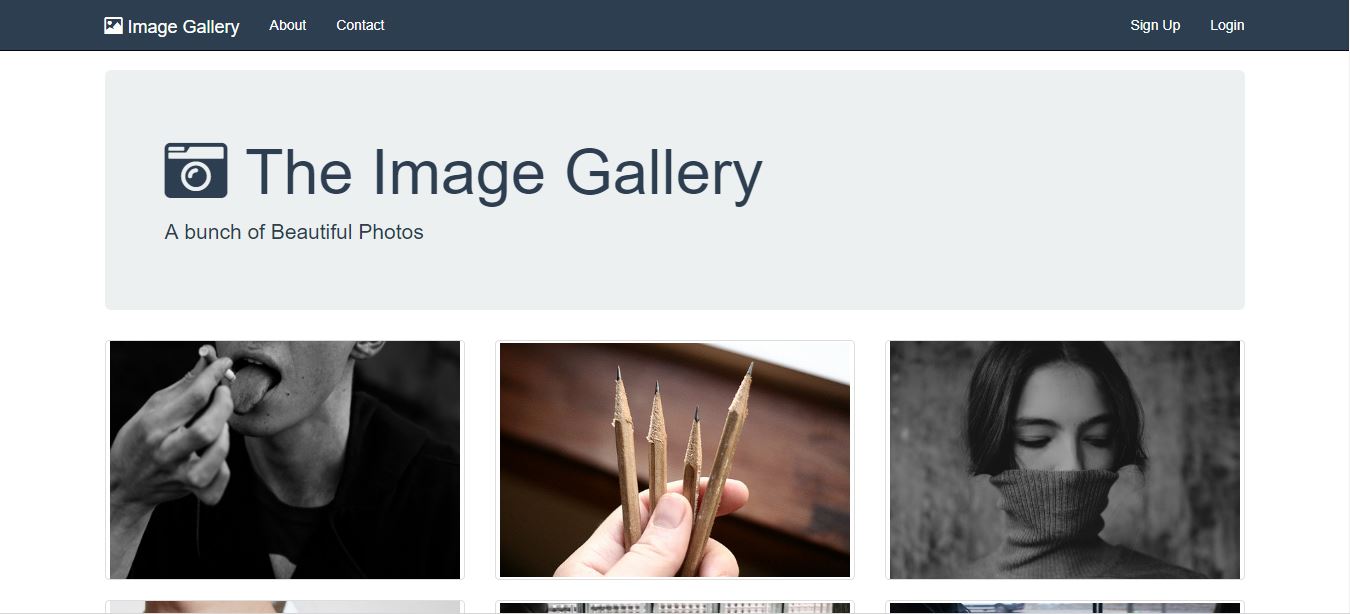 Image Gallery About Contact Sign Up Login
The Image Gallery
A bunch of Beautiful Photos